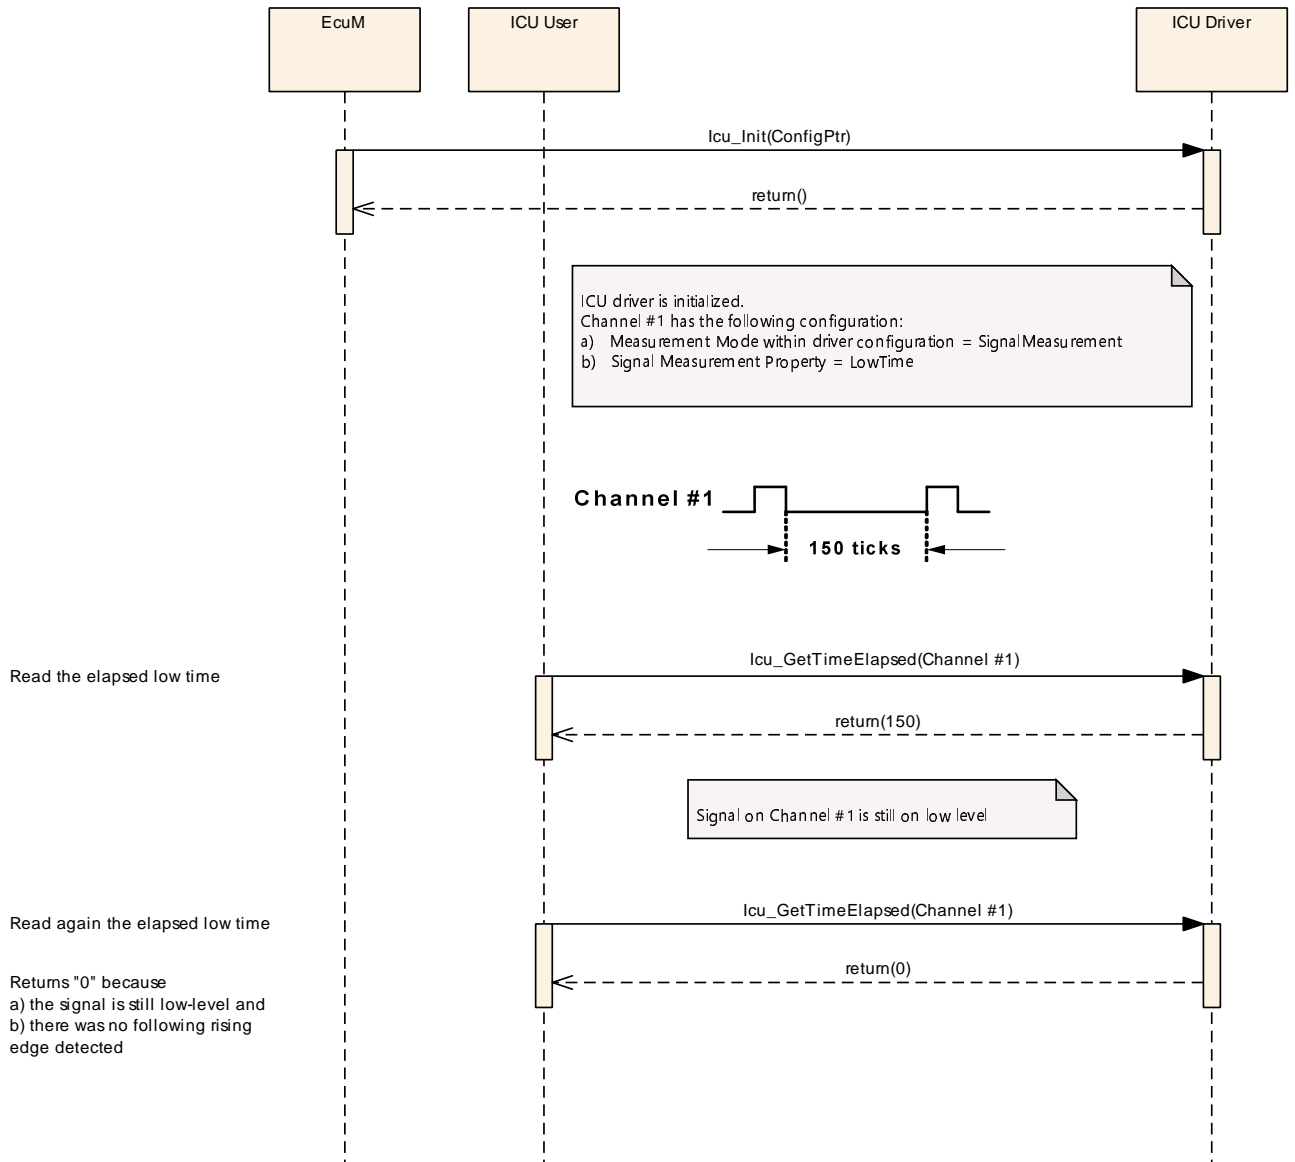 EcuM
ICU User
ICU Driver
Icu_Init(ConfigPtr)
return()
ICU driver is initialized.
Channel #1 has the following configuration:
a) Measurement Mode within driver configuration = SignalMeasurement
b) Signal Measurement Property = LowTime
Channel #1
150 ticks
Icu_GetTimeElapsed(Channel #1)
Read the elapsed low time
return(150)
Signal on Channel #1 is still on low level
Icu_GetTimeElapsed(Channel #1)
Read again the elapsed low time
return(0)
Returns "0" because
a) the signal is still low-level and
b) there was no following rising
edge detected